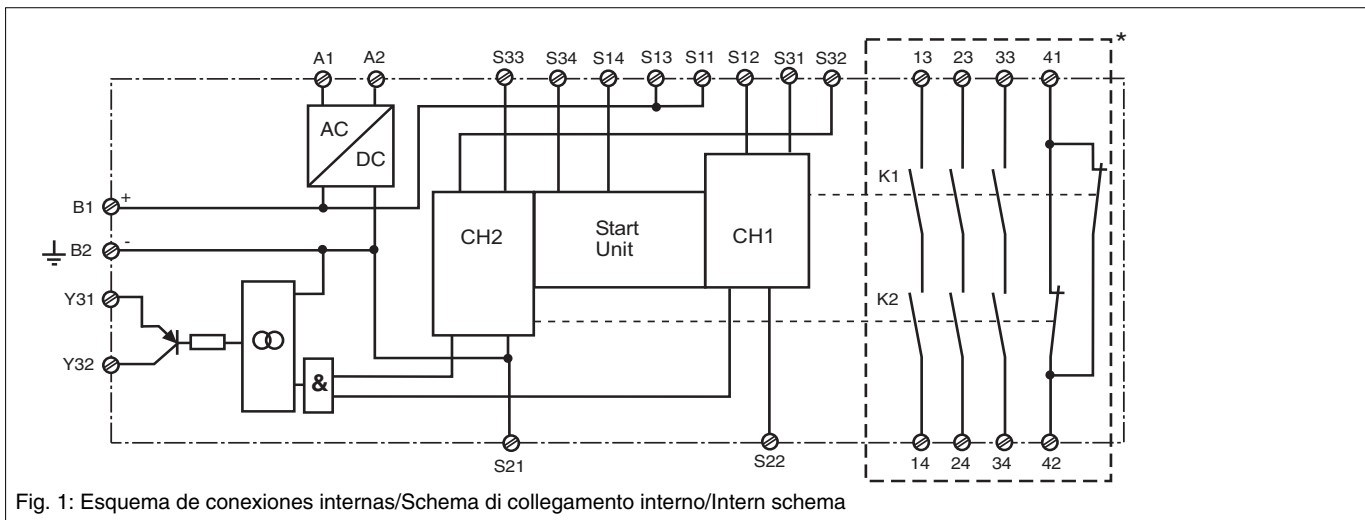 A1 A2 S33 S34 S14 S13 S11 S12 S31 S32 13 23 33 41 *
AC
DC
B1 +
B2 -
K1
CH2
Start
Unit
CH1
Y31
K2
Y32
&
S21 S22 14 24 34 42
Fig. 1: Esquema de conexiones internas/Schema di collegamento interno/Intern schema